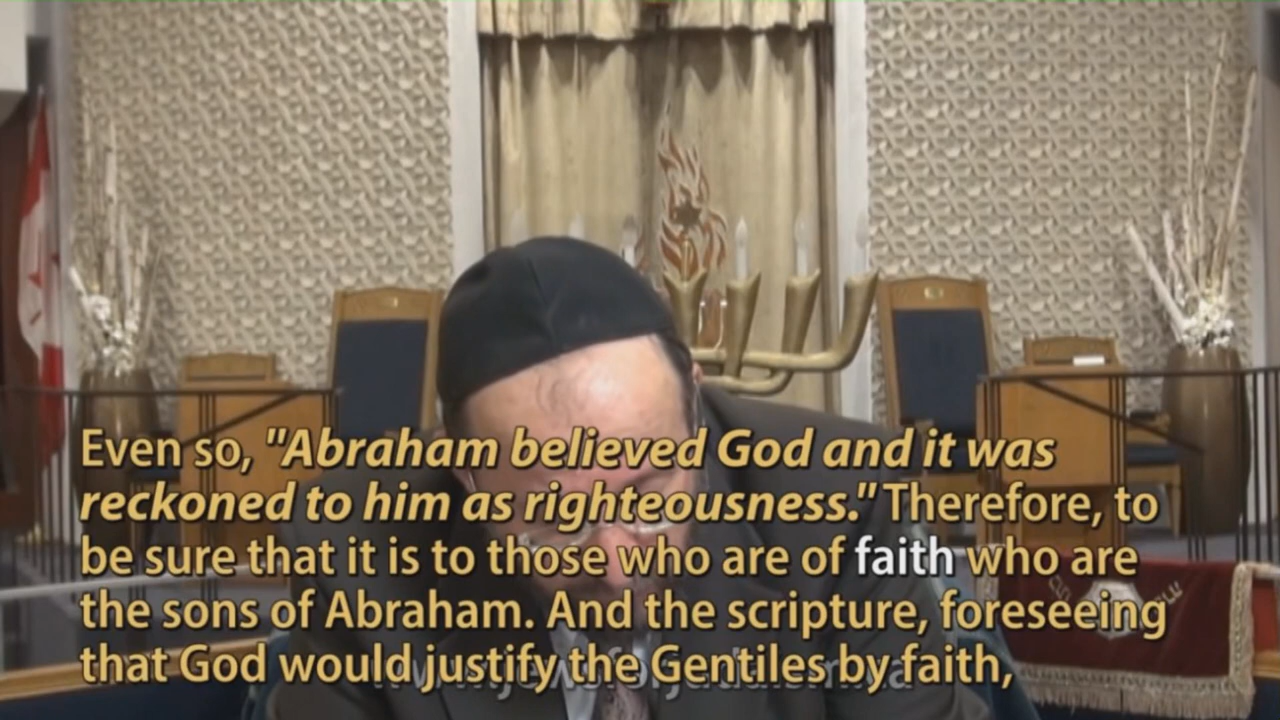 Even so, "Abraham believed God and it was
reckoned to him as righteousness." Therefore, to
be sure that it is to those who are of faith who are
the sons of Abraham. And the scripture, foreseeing
that God would justify the Gentiles by faith,